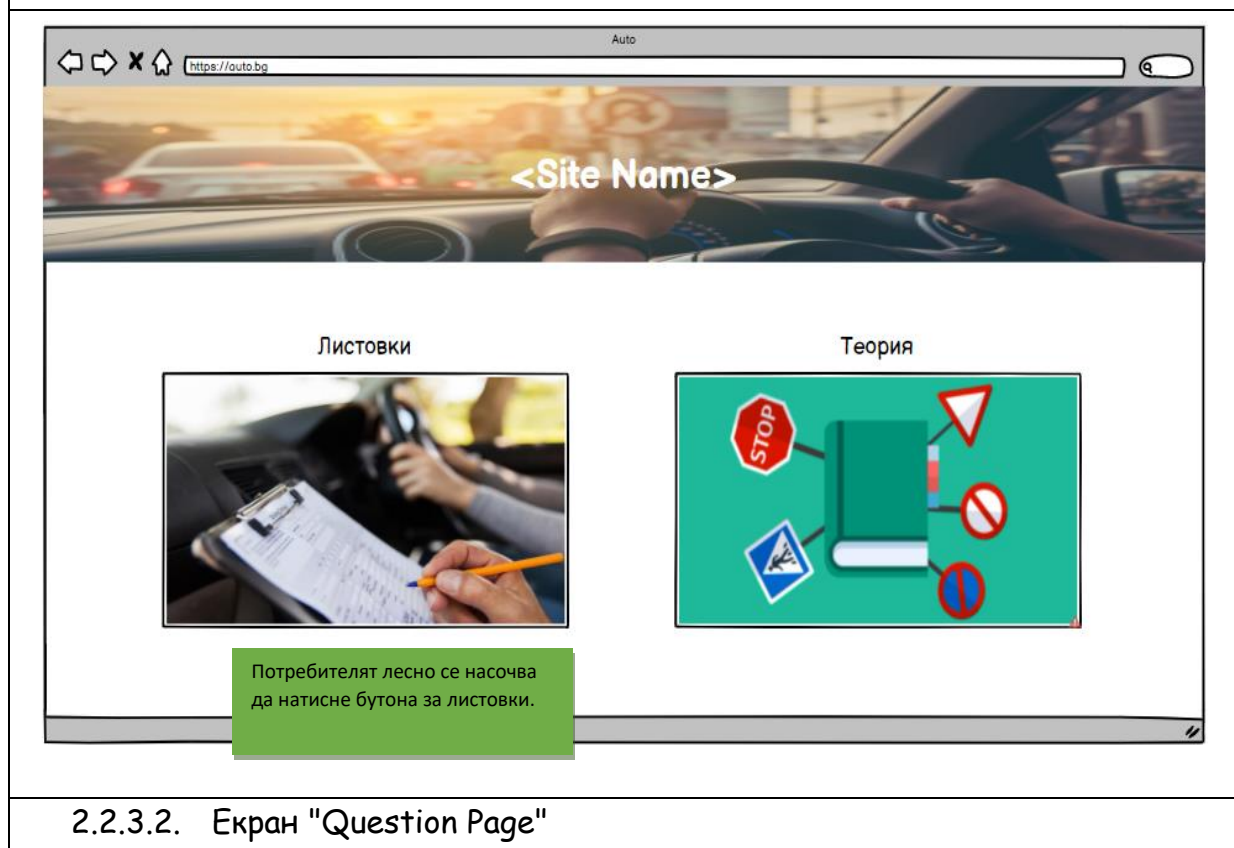 Auto
https://auto.bg
<Site Name>
Листовки
Теория
STOP
Потребителят лесно се насочва
да натисне бутона за листовки.
2.2.3.2. Екран "Question Page"